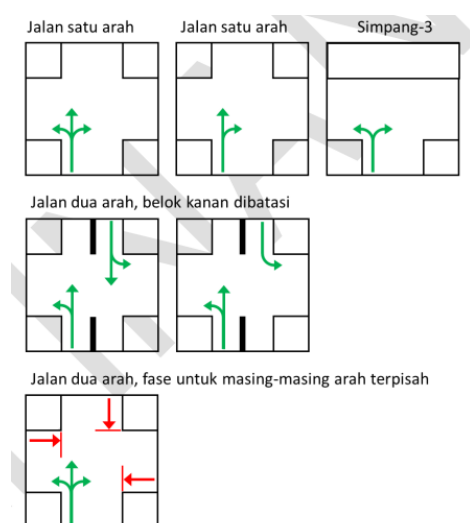 Jalan satu arah
Jalan satu arah
Simpang-3
Jalan dua arah, belok kanan dibatasi
Jalan dua arah, fase untuk masing-masing arah terpisah